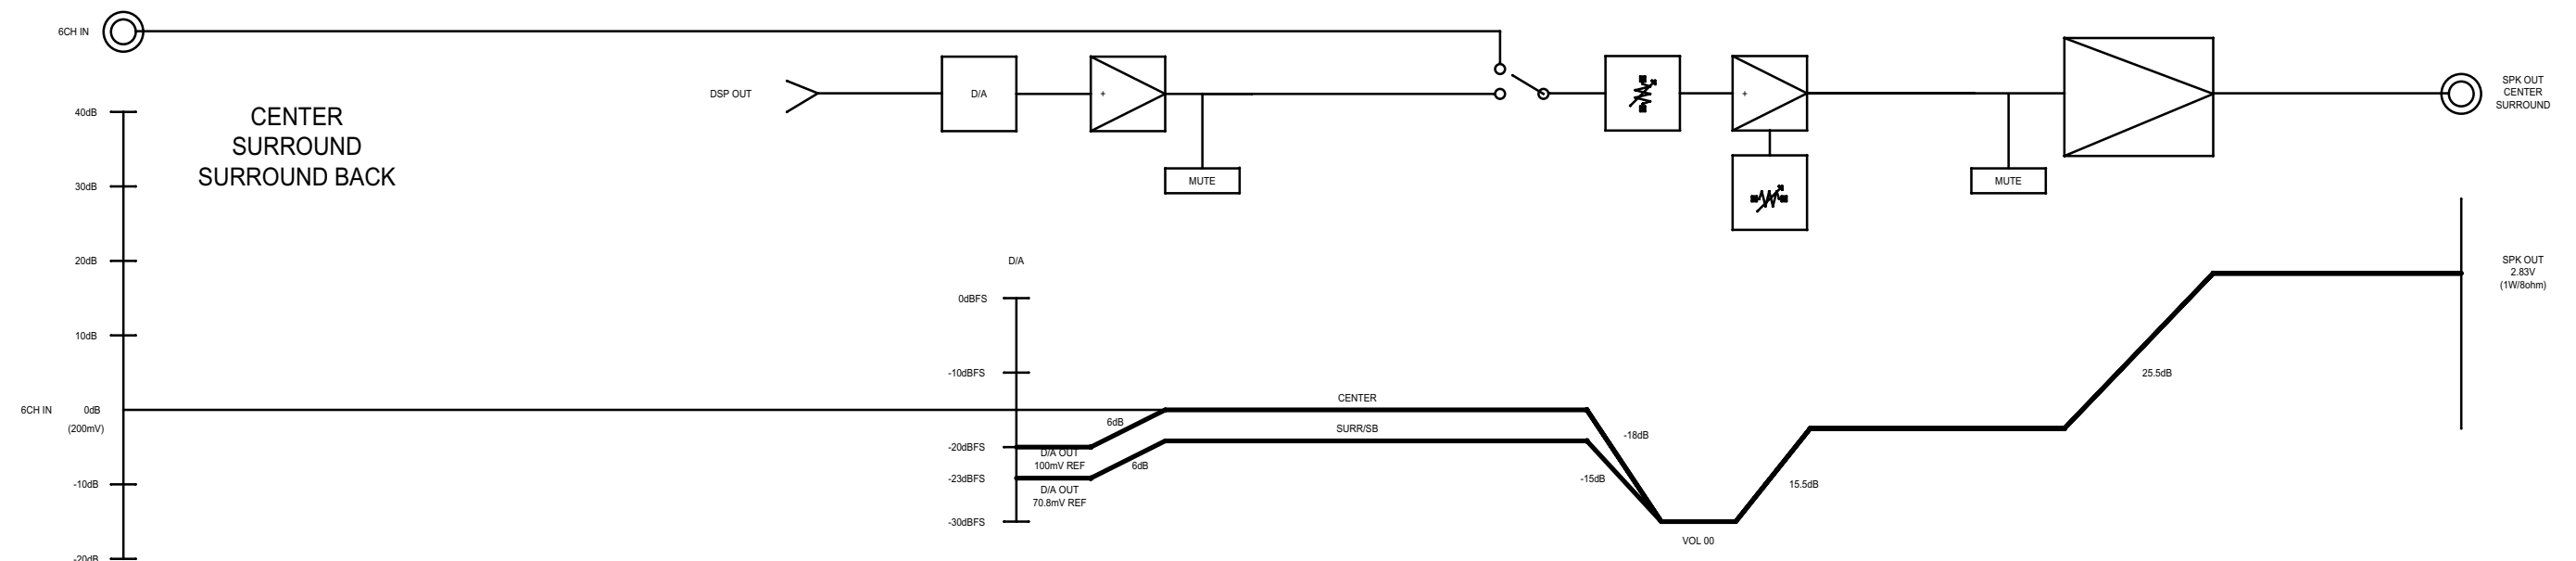 6CH IN
SPK OUT
CENTER
SURROUND
DSP OUT
D/A
+
+
40dB
CENTER
SURROUND
SURROUND BACK
MUTE
MUTE
30dB
20dB
D/A
SPK OUT
2.83V
(1W/8ohm)
0dBFS
10dB
-10dBFS
25.5dB
CENTER
6CH IN
0dB
(200mV)
6dB
SURR/SB
-18dB
-20dBFS
D/A OUT
100mV REF
6dB
-23dBFS
-15dB
-10dB
15.5dB
D/A OUT
70.8mV REF
-30dBFS
VOL 00
-20dB